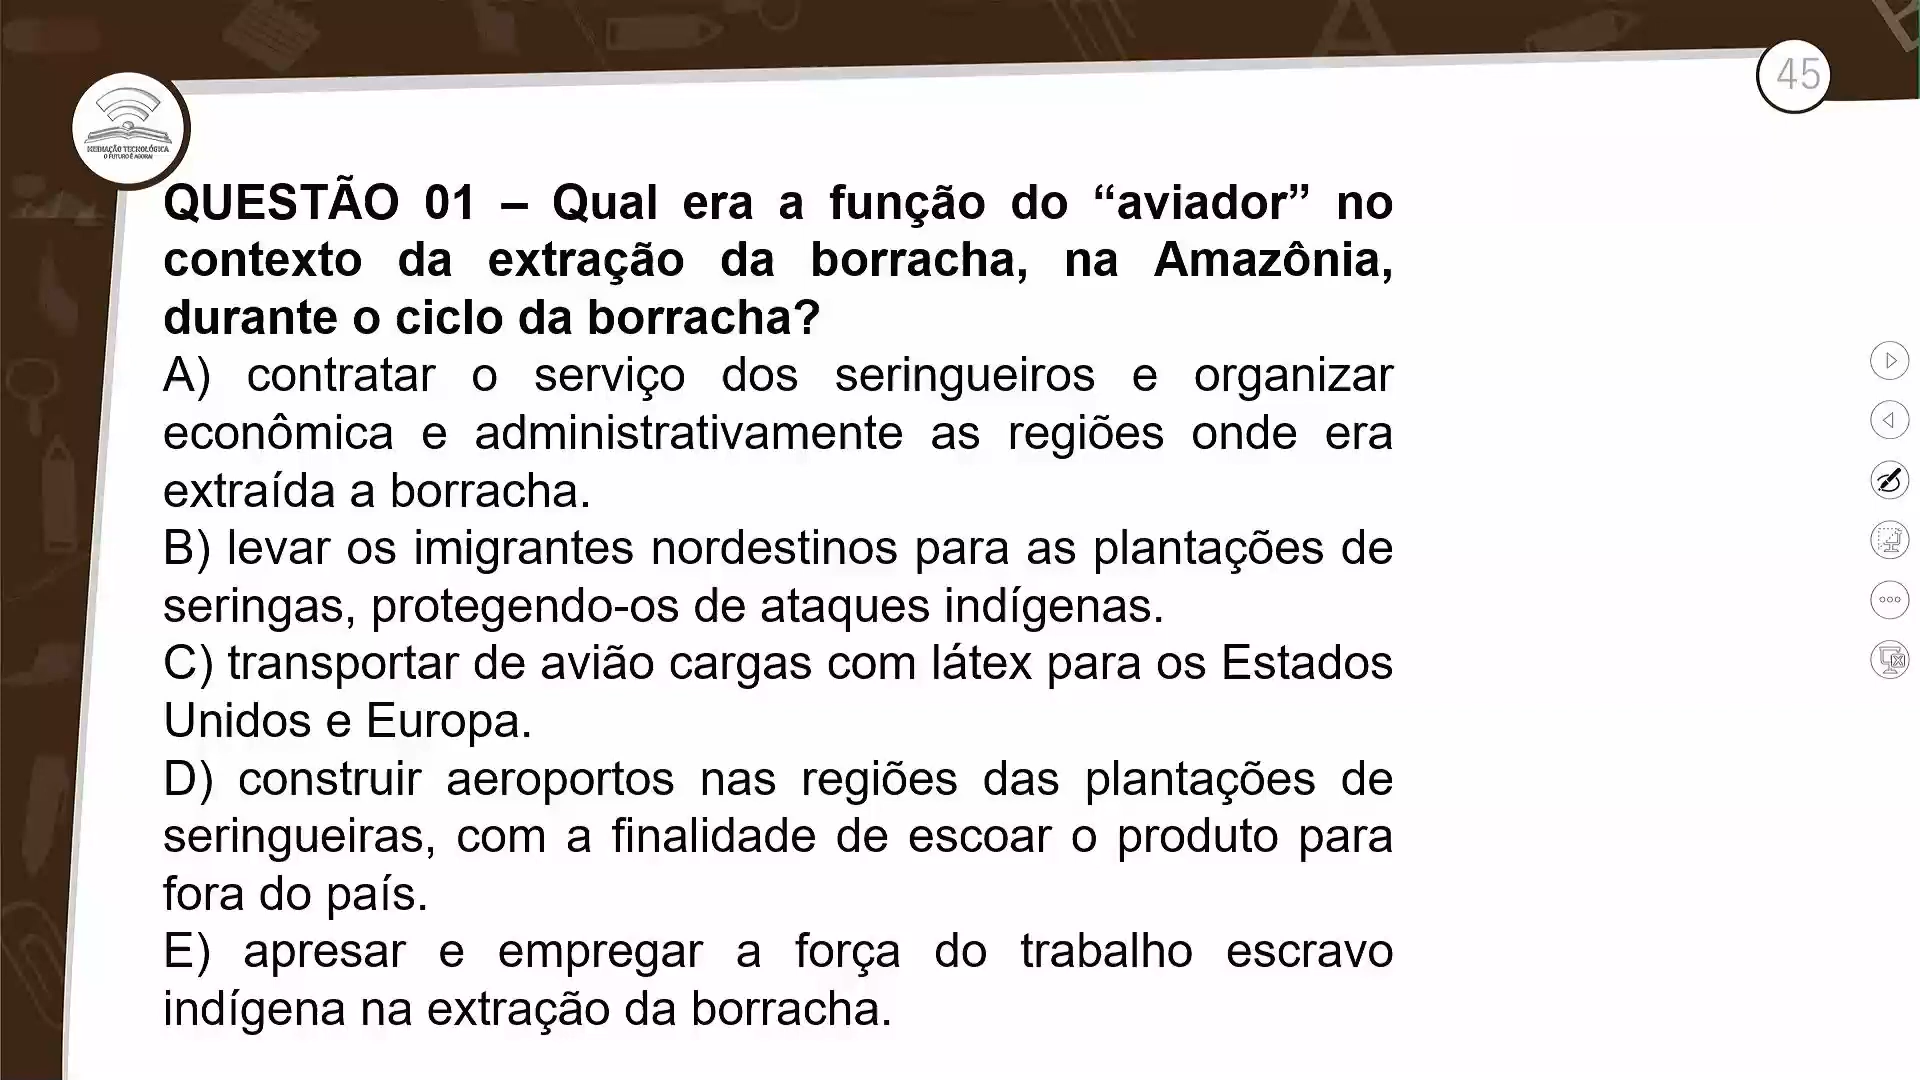 45
MEDIAÇÃO TECNOLÓGICA
O FUTURO É AGORA!
QUESTÃO 01 – Qual era a função do “aviador” no
contexto da extração da borracha, na Amazônia,
durante o ciclo da borracha?
A) contratar o serviço dos seringueiros e organizar
econômica e administrativamente as regiões onde era
extraída a borracha.
B) levar os imigrantes nordestinos para as plantações de
seringas, protegendo-os de ataques indígenas.
C) transportar de avião cargas com látex para os Estados
Unidos e Europa.
D) construir aeroportos nas regiões das plantações de
seringueiras, com a finalidade de escoar o produto para
fora do país.
E) apresar e empregar a força do trabalho escravo
indígena na extração da borracha.